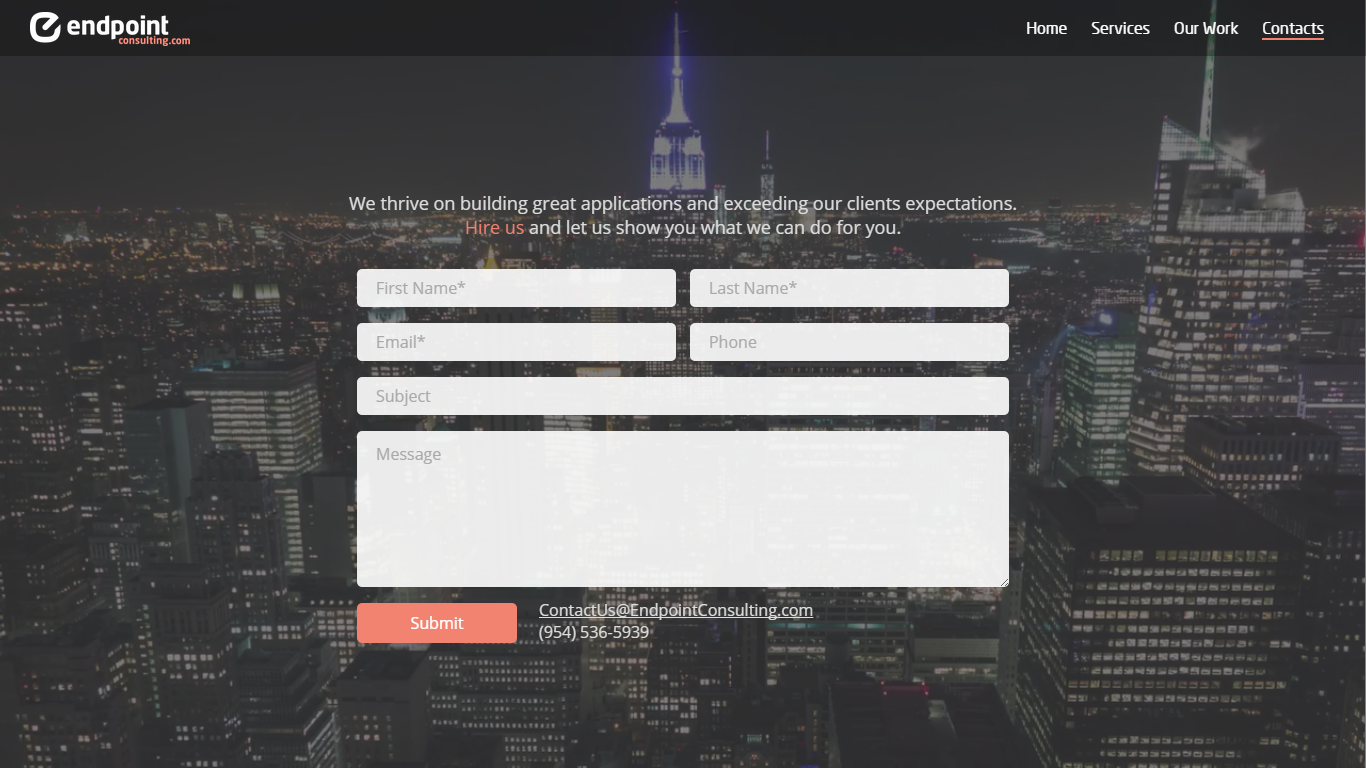 endpoint
consulting.com
Home
Services
Our Work
Contacts
We thrive on building great applications and exceeding our clients expectations.
Hire us and let us show you what we can do for you.
First Name*
Last Name*
Email*
Phone
Subject
Message
Submit
ContactUs@EndpointConsulting.com
(954) 536-5939